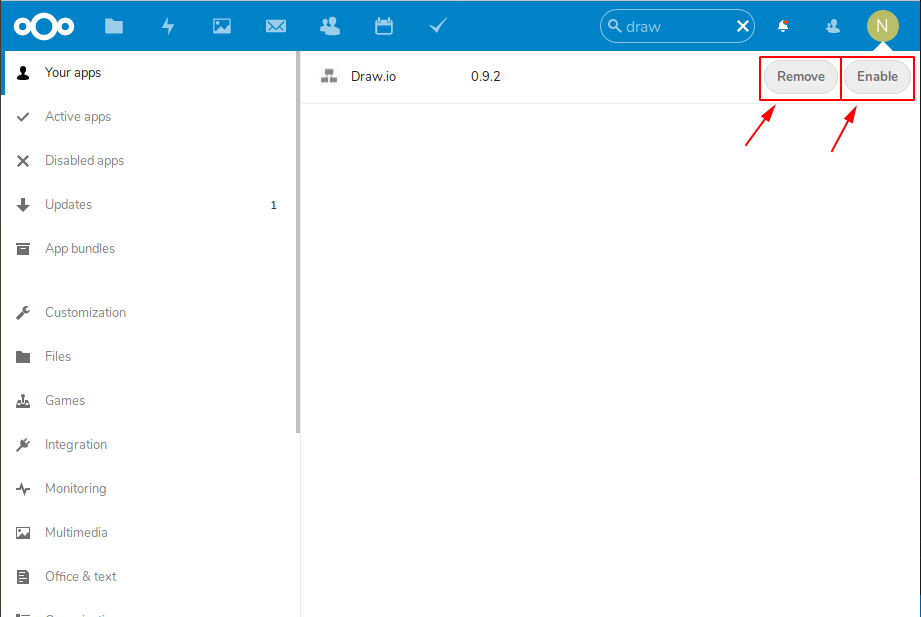 draw
N
Your apps
Draw.io 0.9.2 Remove Enable
Active apps
Disabled apps
Updates 1
App bundles
Customization
Files
Games
Integration
Monitoring
Multimedia
Office & text